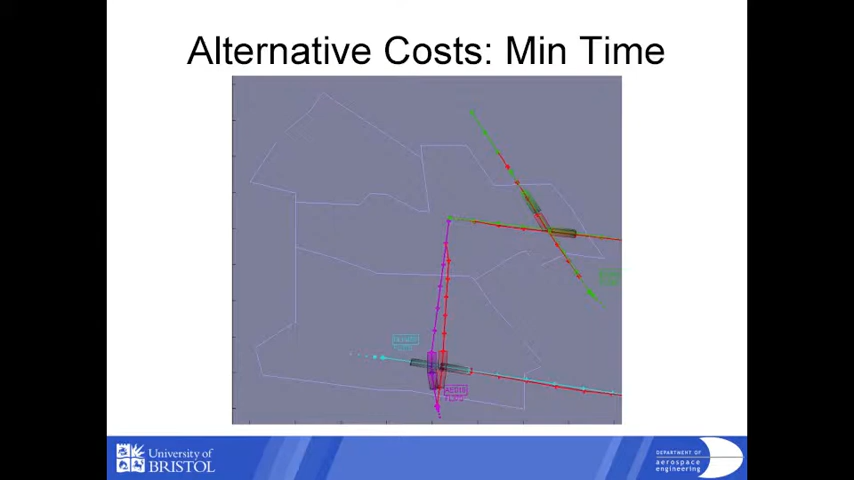 Alternative Costs: Min Time
University of
BRISTOL
DEPARTMENT OF
aerospace
engineering